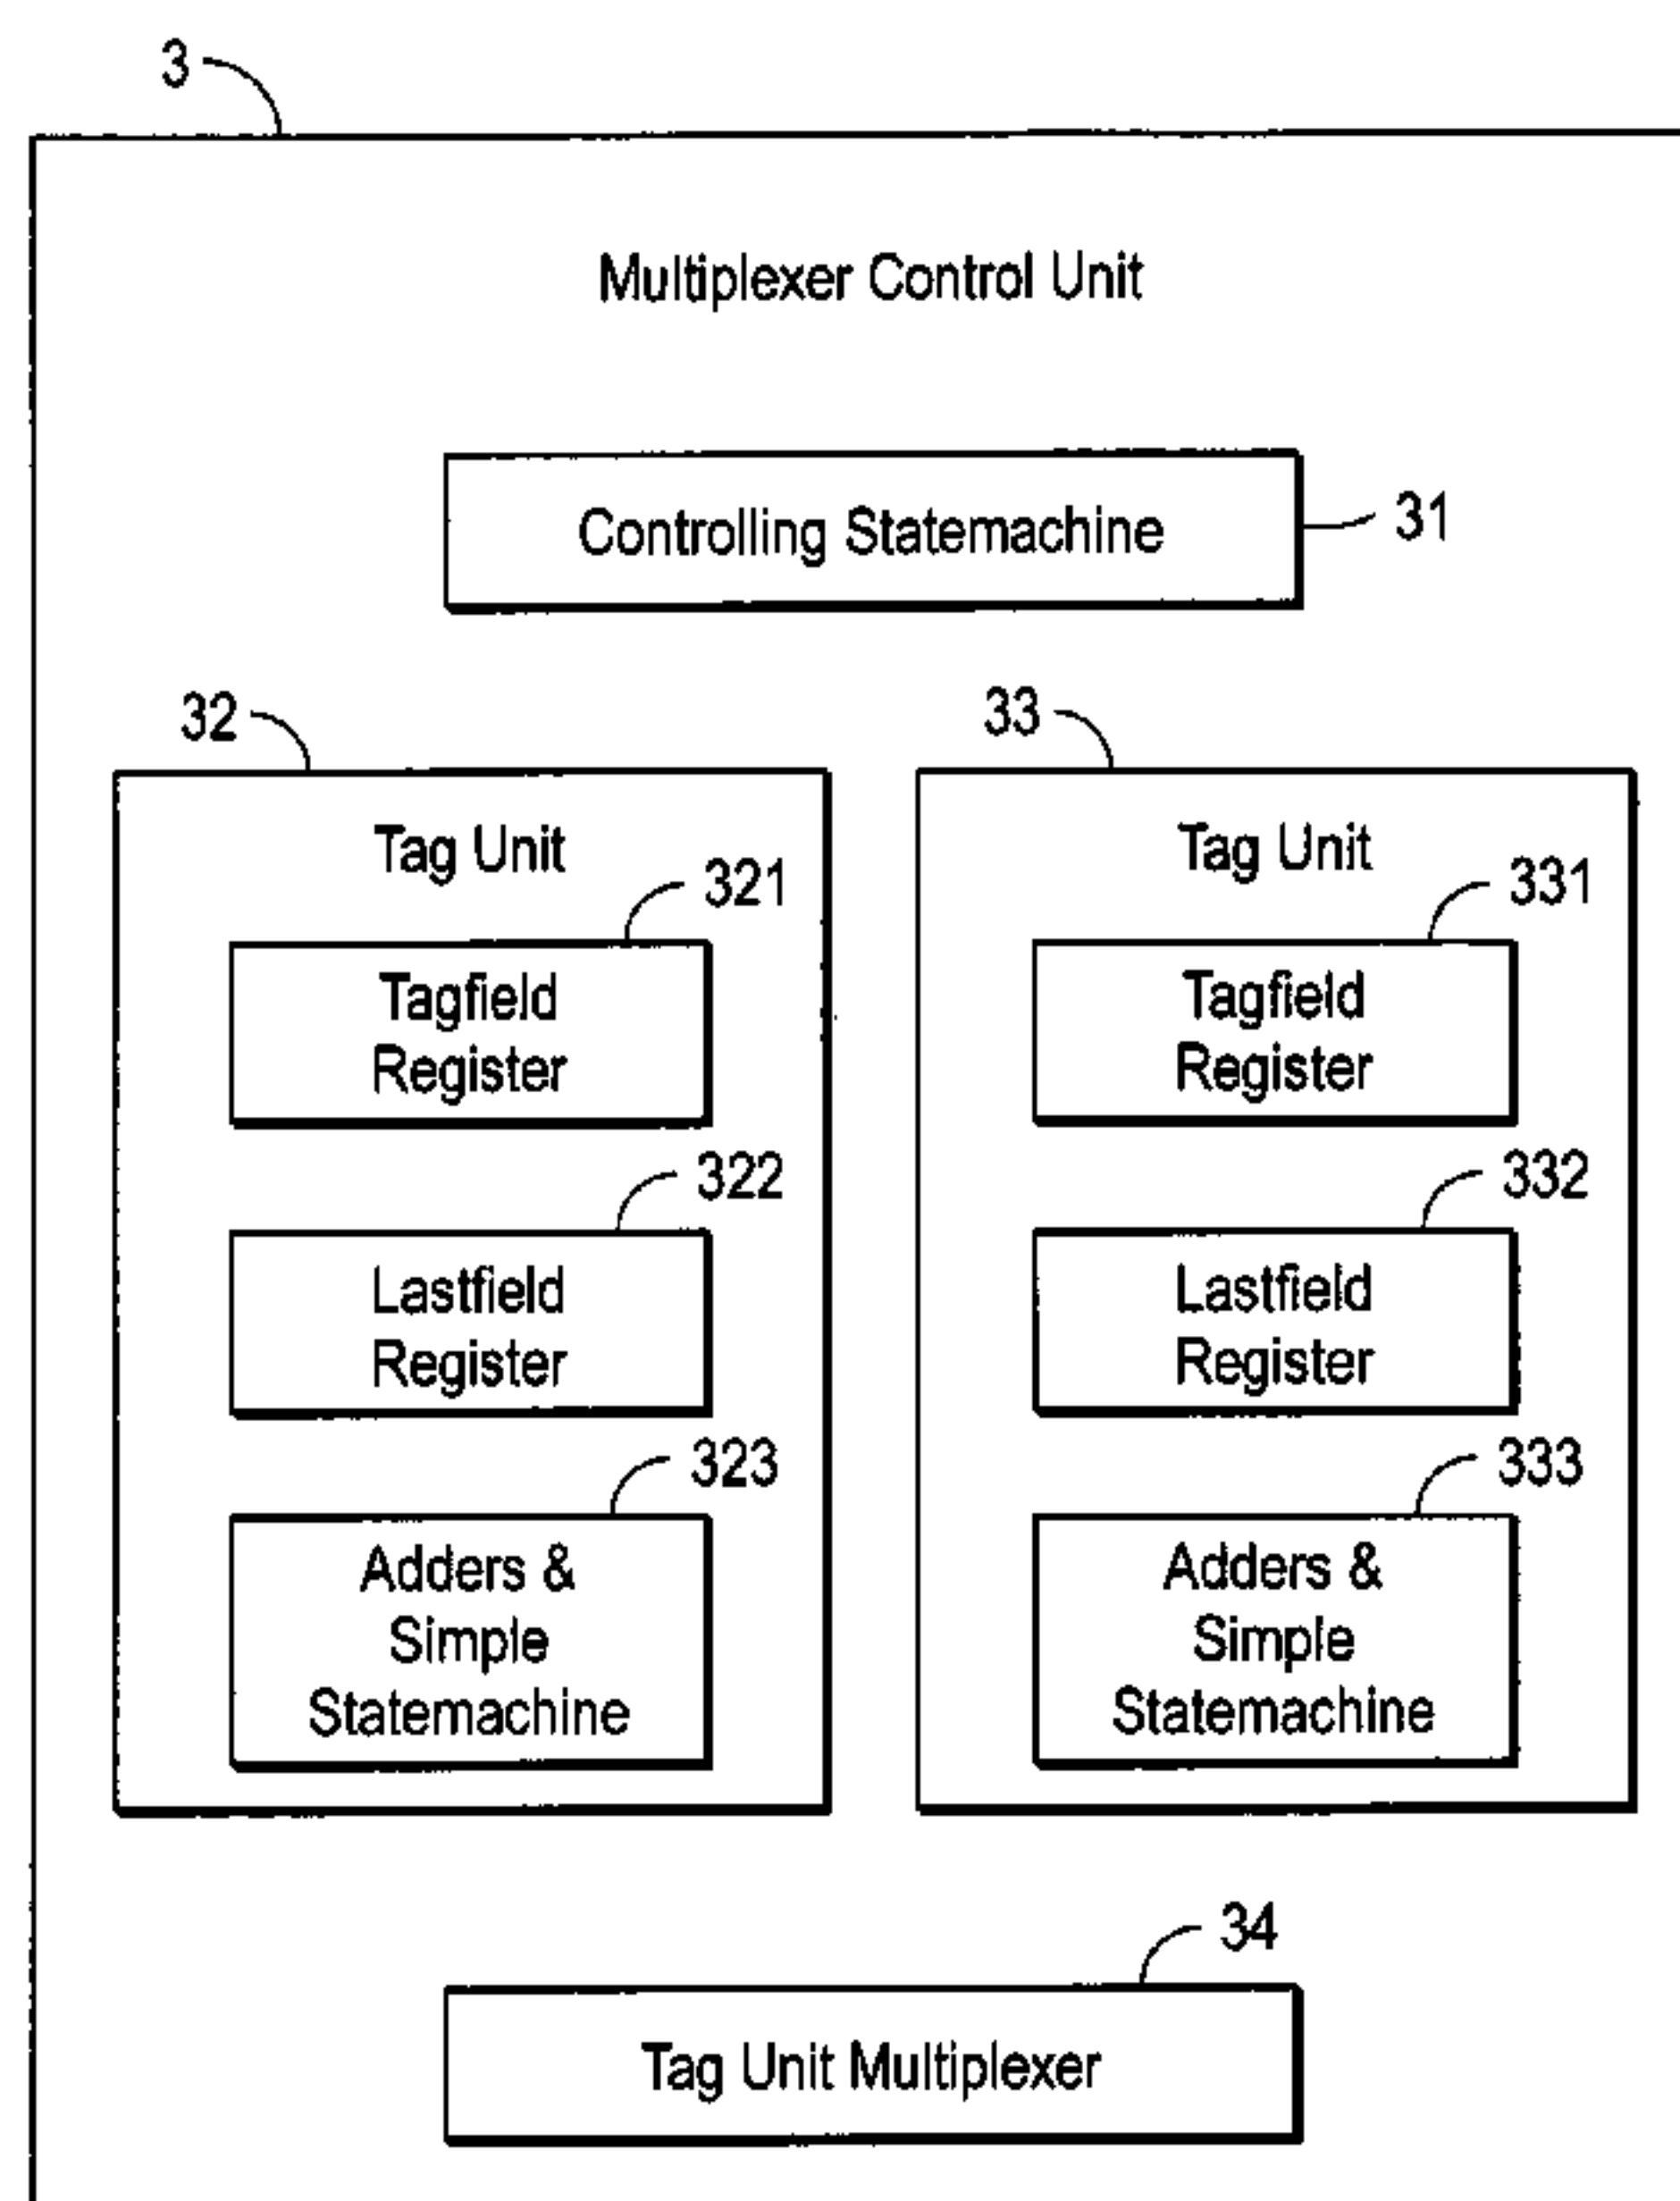 3
Multiplexer Control Unit
Controlling Statemachine
31
32
33
Tag Unit
Tag Unit
321
331
Tagfield
Register
Tagfield
Register
322
332
Lastfield
Register
Lastfield
Register
323
333
Adders &
Simple
Statemachine
Adders &
Simple
Statemachine
34
Tag Unit Multiplexer